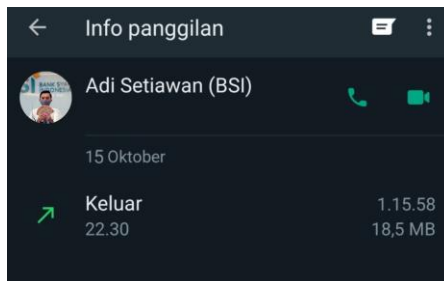 Info panggilan
Adi Setiawan (BSI)
15 Oktober
Keluar 1.15.58
22.30 18,5 MB